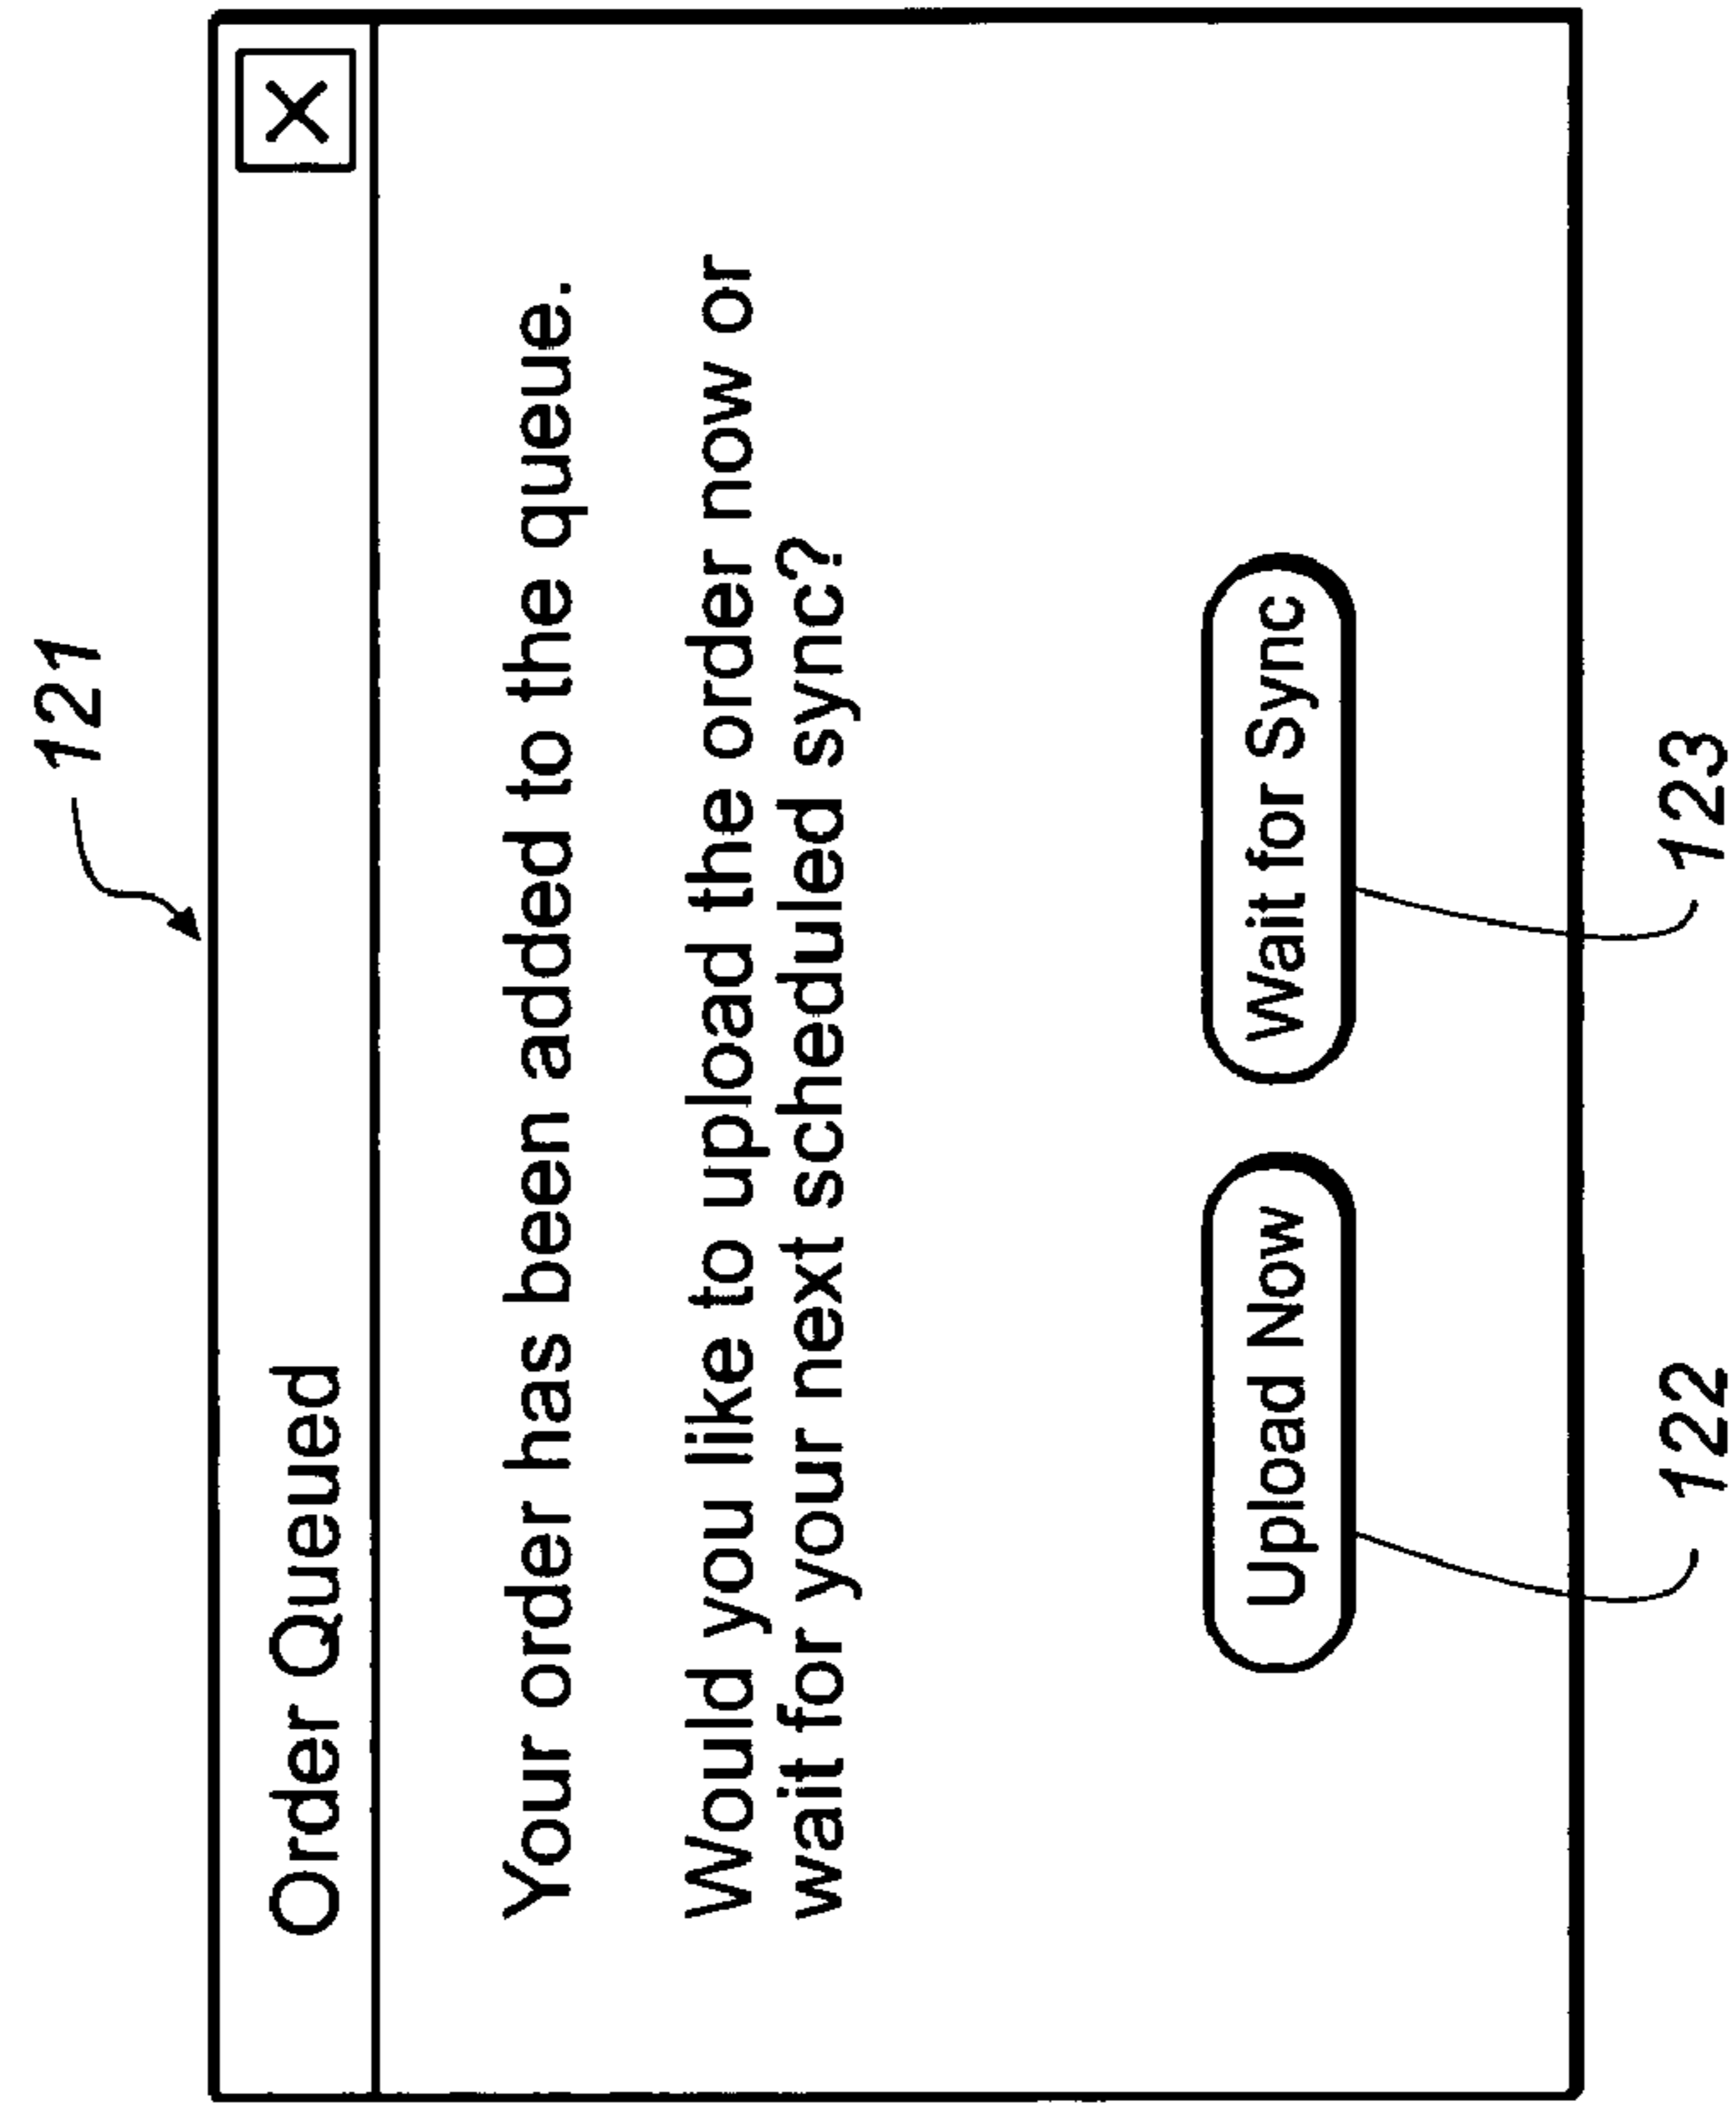 121
Order Queued X
Your order has been added to the queue.
Would you like to upload the order now or
wait for your next scheduled sync?
Upload Now Wait for Sync
122 123